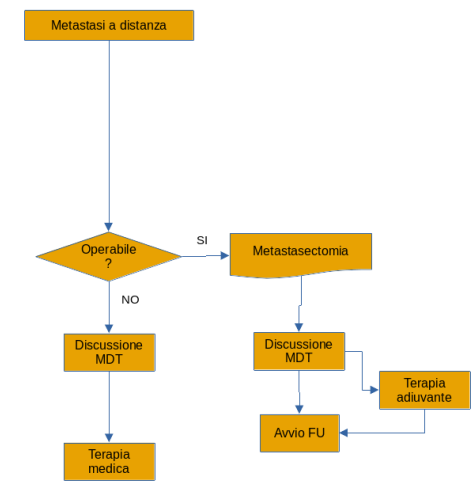 Metastasi a distanza
Operabile
?
SI
Metastasectomia
NO
Discussione
MDT
Discussione
MDT
Terapia
adiuvante
Avvio FU
Terapia
medica